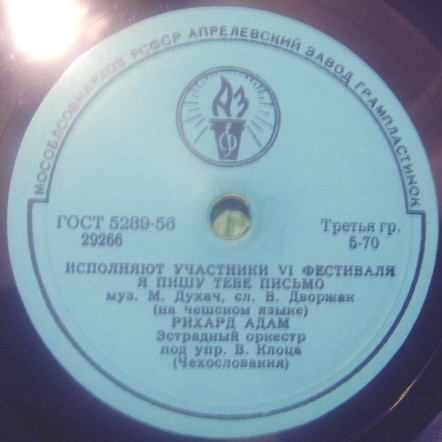 МОСОБЛСОВНАРХОЗ РСФСР АПРЕЛЕВСКИЙ ЗАВОД ГРАМПЛАСТИНОК
АЗ
ГОСТ 5289-56
29266
Третья гр.
5-70
ИСПОЛНЯЮТ УЧАСТНИКИ VI ФЕСТИВАЛЯ
Я ПИШУ ТЕБЕ ПИСЬМО
муз. М. Духач, сл. В. Дворжак
(на чешском языке)
РИХАРД АДАМ
Эстрадный оркестр
под упр. В. Клоца
(Чехословакия)